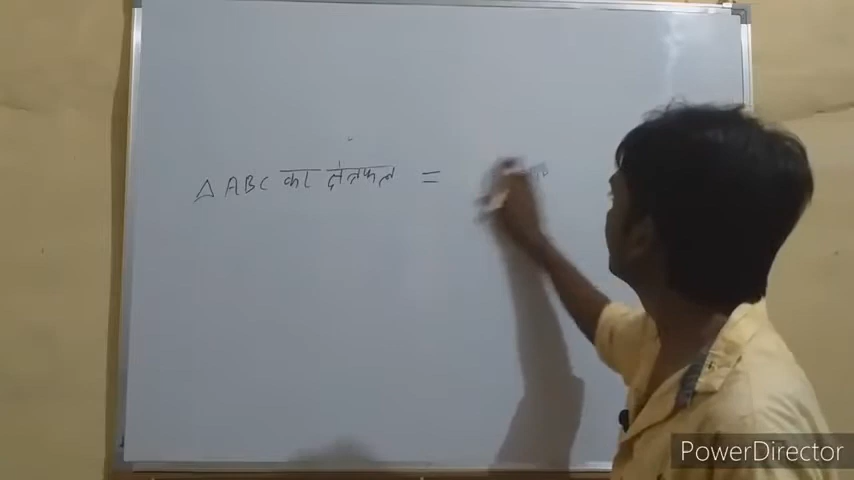 △ ABC का क्षेत्रफल =
PowerDirector